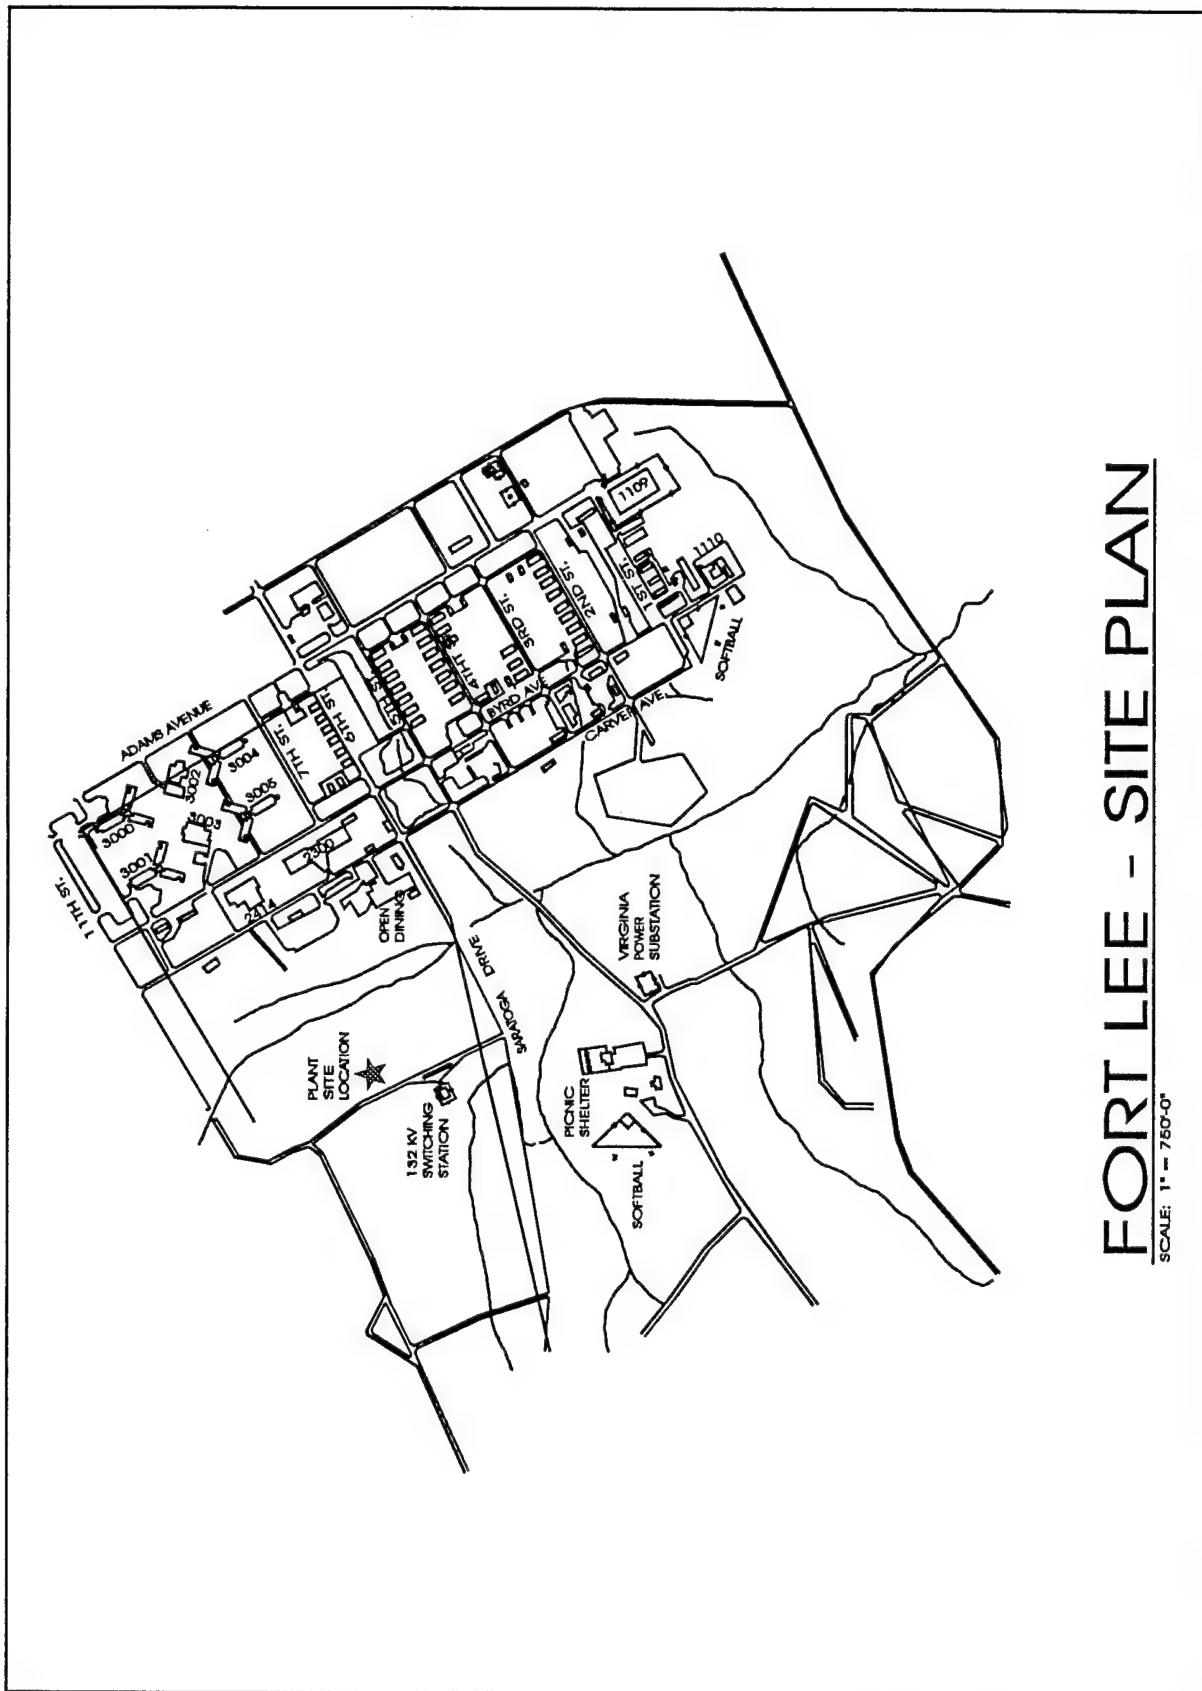 11TH ST.
ADAMS AVENUE
3000
3001
3002
3003
3004
3005
7TH ST.
6TH ST.
5TH ST.
4THT ST.
3RD ST.
2ND ST.
1ST ST.
BYRD AVE
CARVER AVE.
2300
2414
OPEN
DINING
1109
1110
SOFTBALL
SARATOGA DRIVE
PLANT
SITE
LOCATION
132 KV
SWITCHING
STATION
VIRGINIA
POWER
SUBSTATION
PICNIC
SHELTER
SOFTBALL
FORT LEE - SITE PLAN
SCALE: 1" = 750'-0"